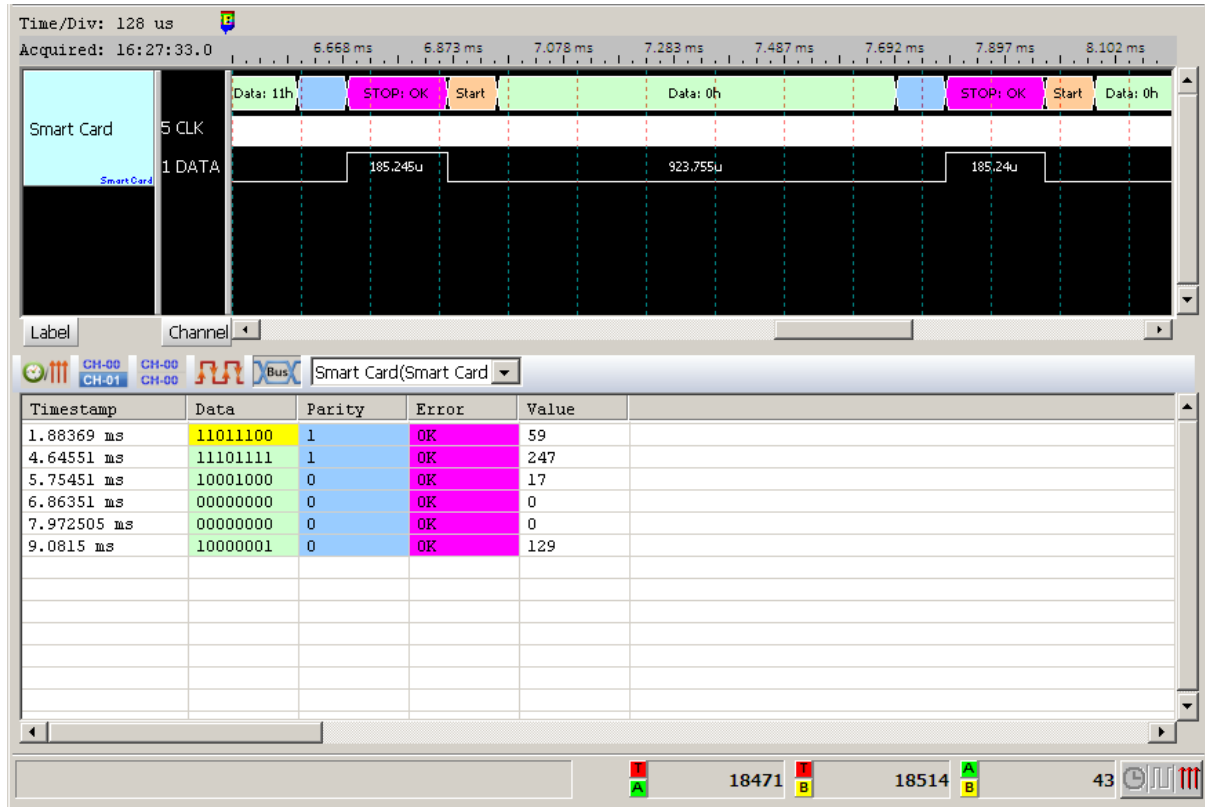 Time/Div: 128 us
Acquired: 16:27:33.0 6.668 ms 6.873 ms 7.078 ms 7.283 ms 7.487 ms 7.692 ms 7.897 ms 8.102 ms
Data: 11h STOP: OK Start Data: 0h STOP: OK Start Data: 0h
Smart Card 5 CLK
1 DATA 185.245u 923.755u 185.24u
Smart Card
Label Channel
CH-00 CH-01 CH-00 CH-00 Bus Smart Card(Smart Card
Timestamp Data Parity Error Value
1.88369 ms 11011100 1 OK 59
4.64551 ms 11101111 1 OK 247
5.75451 ms 10001000 0 OK 17
6.86351 ms 00000000 0 OK 0
7.972505 ms 00000000 0 OK 0
9.0815 ms 10000001 0 OK 129
T A 18471 T B 18514 A B 43